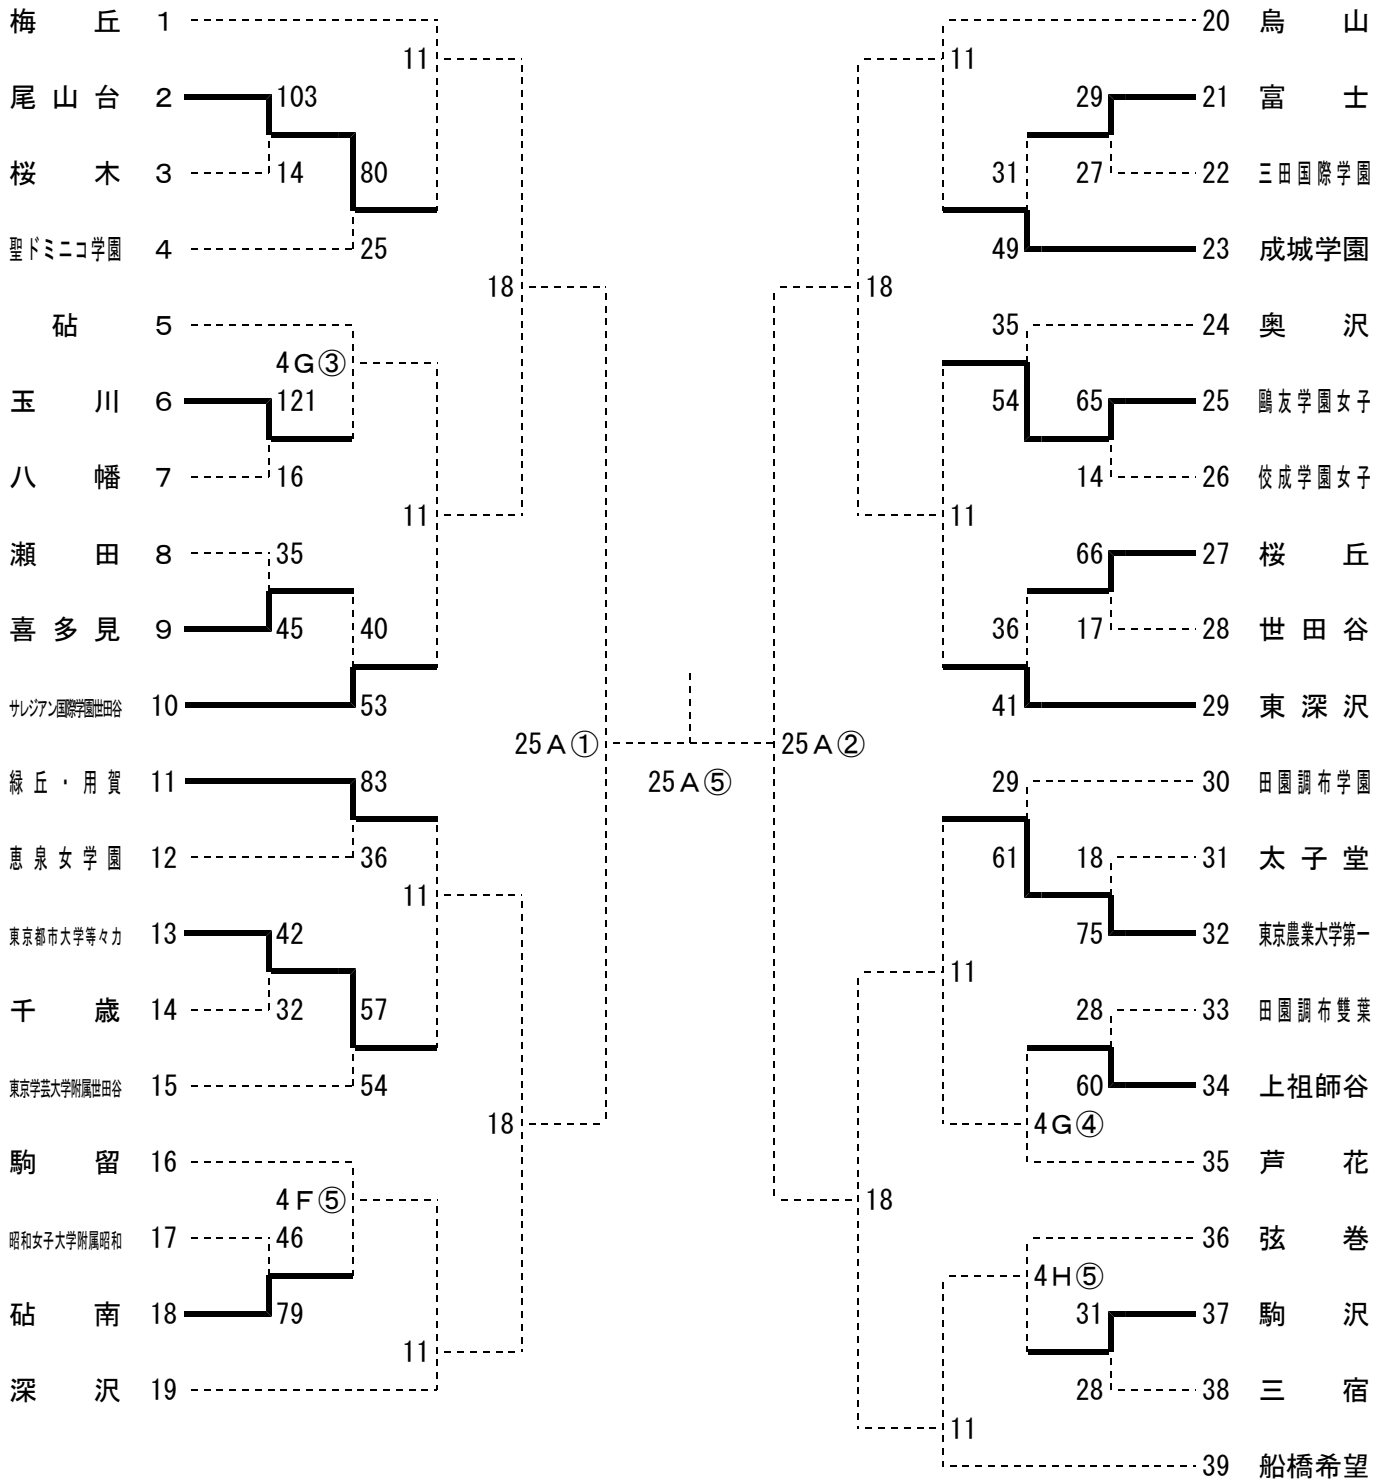 梅丘 1
11
尾山台 2 103
桜木 3 14 80
聖ドミニコ学園 4 25
18
砧 5
4G③
玉川 6 121
八幡 7 16
11
瀬田 8 35
喜多見 9 45 40
サレジアン国際学園世田谷 10 53
25A①
緑丘・用賀 11 83
恵泉女学園 12 36
11
東京都市大学等々力 13 42
千歳 14 32 57
東京学芸大学附属世田谷 15 54
18
駒留 16
4F⑤
昭和女子大学附属昭和 17 46
砧南 18 79
11
深沢 19
25A⑤
20 烏山
11
29 21 富士
31 27 22 三田国際学園
49 23 成城学園
18
35 24 奥沢
54 65 25 鷗友学園女子
14 26 佼成学園女子
11
66 27 桜丘
36 17 28 世田谷
41 29 東深沢
25A②
29 30 田園調布学園
61 18 31 太子堂
75 32 東京農業大学第一
11
28 33 田園調布雙葉
60 34 上祖師谷
4G④
35 芦花
18
36 弦巻
4H⑤
31 37 駒沢
28 38 三宿
11
39 船橋希望